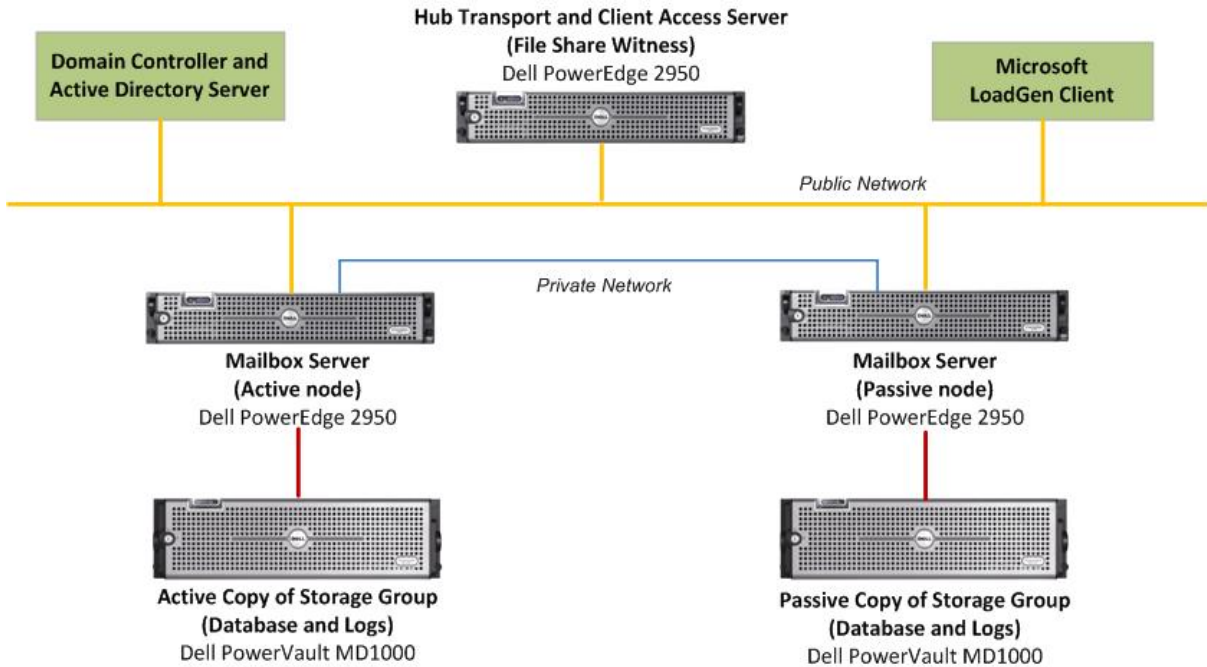 Hub Transport and Client Access Server
(File Share Witness)
Dell PowerEdge 2950
Domain Controller and
Active Directory Server
Microsoft
LoadGen Client
Public Network
Private Network
Mailbox Server
(Active node)
Dell PowerEdge 2950
Mailbox Server
(Passive node)
Dell PowerEdge 2950
Active Copy of Storage Group
(Database and Logs)
Dell PowerVault MD1000
Passive Copy of Storage Group
(Database and Logs)
Dell PowerVault MD1000